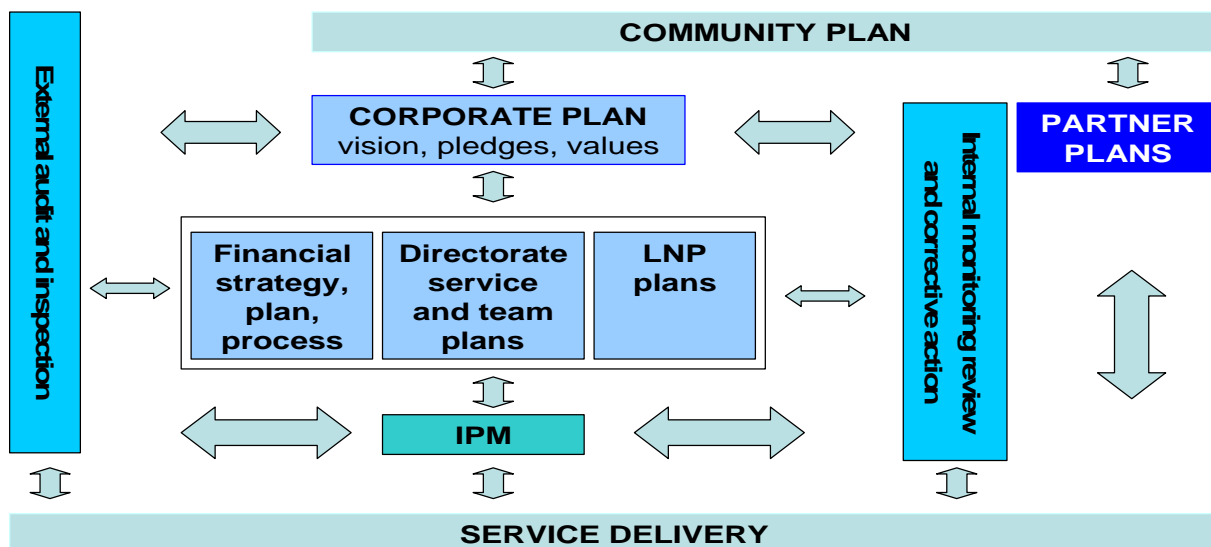 COMMUNITY PLAN
External audit and inspection
CORPORATE PLAN
vision, pledges, values
Internal monitoring review
and corrective action
PARTNER
PLANS
Financial
strategy,
plan,
process
Directorate
service
and team
plans
LNP
plans
IPM
SERVICE DELIVERY